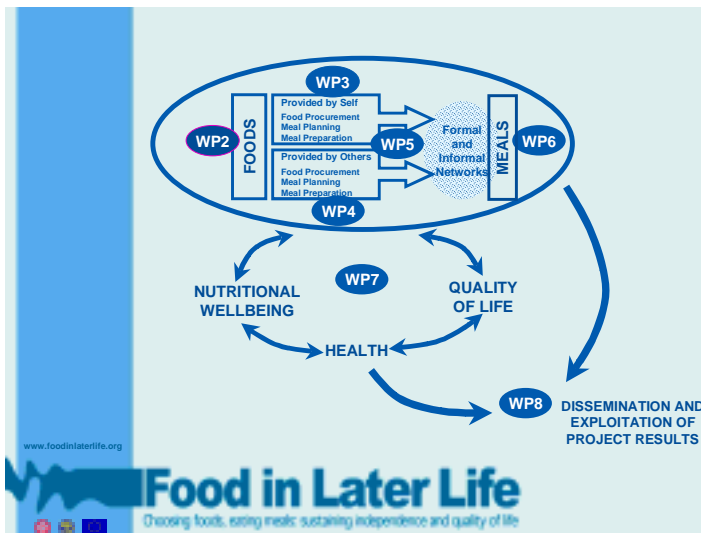 WP3
Provided by Self
Food Procurement
Meal Planning
Meal Preparation
WP2
FOODS
WP5
Formal
and
Informal
Networks
MEALS
WP6
Provided by Others
Food Procurement
Meal Planning
Meal Preparation
WP4
WP7
NUTRITIONAL
WELLBEING
QUALITY
OF LIFE
HEALTH
WP8
DISSEMINATION AND
EXPLOITATION OF
PROJECT RESULTS
www.foodinlaterlife.org
Food in Later Life
Choosing foods, eating meals: sustaining independence and quality of life